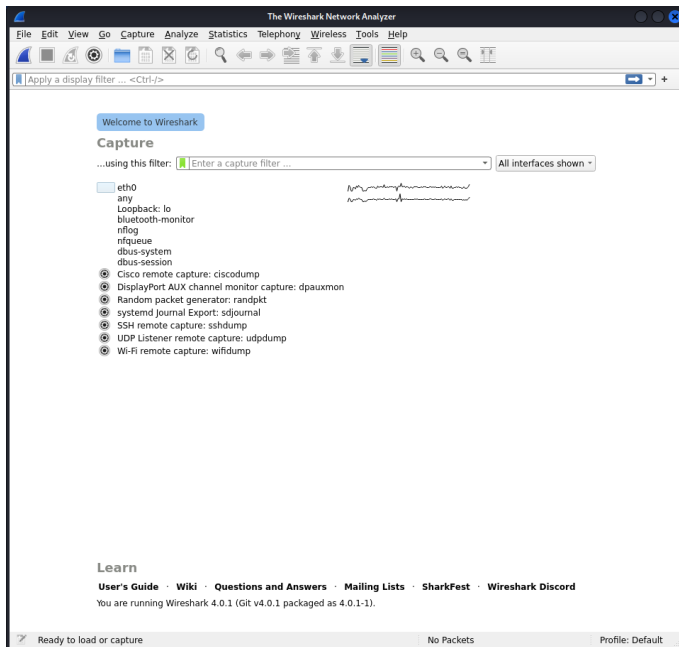 The Wireshark Network Analyzer
File Edit View Go Capture Analyze Statistics Telephony Wireless Tools Help
Apply a display filter ... <Ctrl-/>
Welcome to Wireshark
Capture
...using this filter: Enter a capture filter ... All interfaces shown
eth0
any
Loopback: lo
bluetooth-monitor
nflog
nfqueue
dbus-system
dbus-session
Cisco remote capture: ciscodump
DisplayPort AUX channel monitor capture: dpauxmon
Random packet generator: randpkt
systemd Journal Export: sdjournal
SSH remote capture: sshdump
UDP Listener remote capture: udpdump
Wi-Fi remote capture: wifidump
Learn
User's Guide · Wiki · Questions and Answers · Mailing Lists · SharkFest · Wireshark Discord
You are running Wireshark 4.0.1 (Git v4.0.1 packaged as 4.0.1-1).
Ready to load or capture No Packets Profile: Default